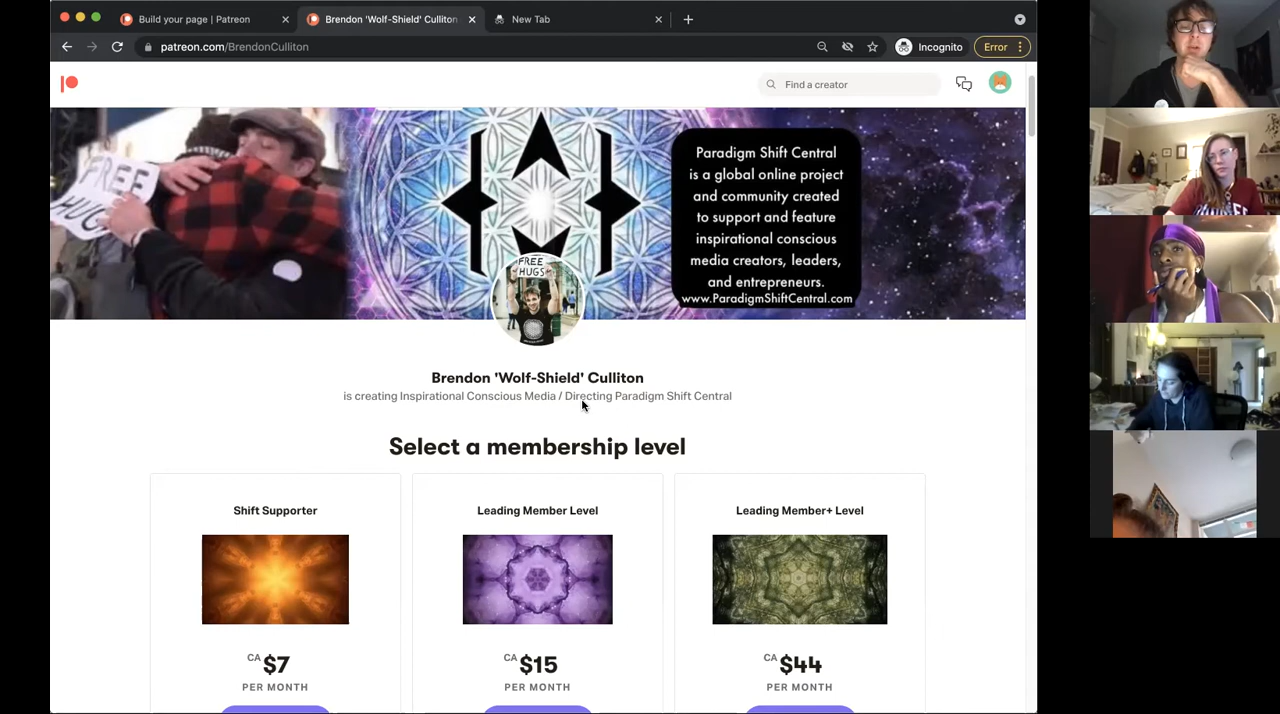 Build your page | Patreon
Brendon 'Wolf-Shield' Culliton
New Tab
patreon.com/BrendonCulliton
Incognito
Error
Find a creator
FREE
HUGS
Paradigm Shift Central
is a global online project
and community created
to support and feature
inspirational conscious
media creators, leaders,
and entrepreneurs.
www.ParadigmShiftCentral.com
FREE
HUGS
Brendon 'Wolf-Shield' Culliton
is creating Inspirational Conscious Media / Directing Paradigm Shift Central
Select a membership level
Shift Supporter
Leading Member Level
Leading Member+ Level
CA $7
CA $15
CA $44
PER MONTH
PER MONTH
PER MONTH